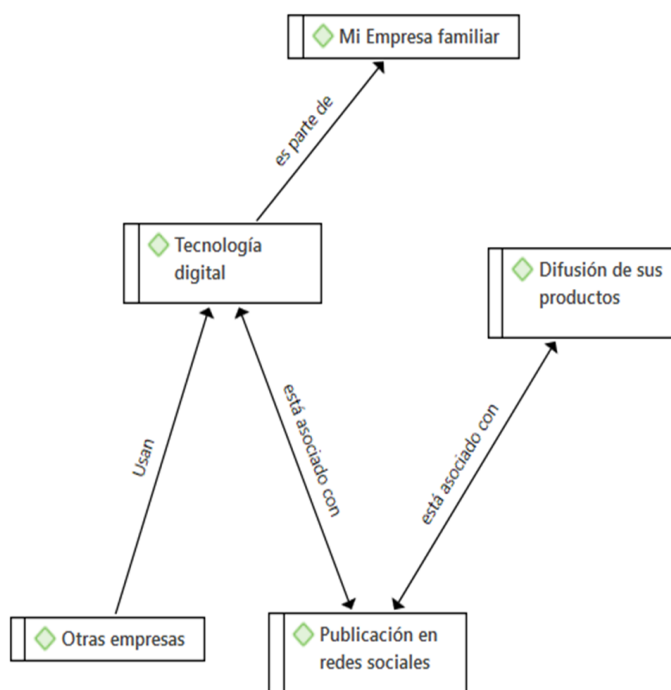 Mi Empresa familiar
es parte de
Tecnología
digital
Difusión de sus
productos
Usan
está asociado con
está asociado con
Otras empresas
Publicación en
redes sociales